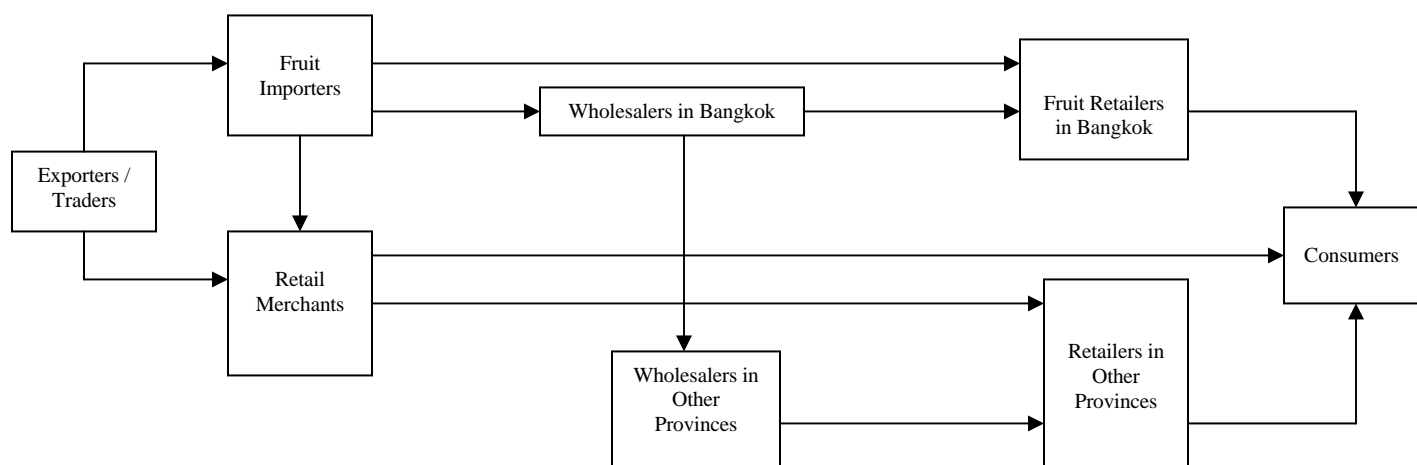 Fruit
Importers
Wholesalers in Bangkok
Fruit Retailers
in Bangkok
Exporters /
Traders
Retail
Merchants
Consumers
Wholesalers in
Other
Provinces
Retailers in
Other
Provinces